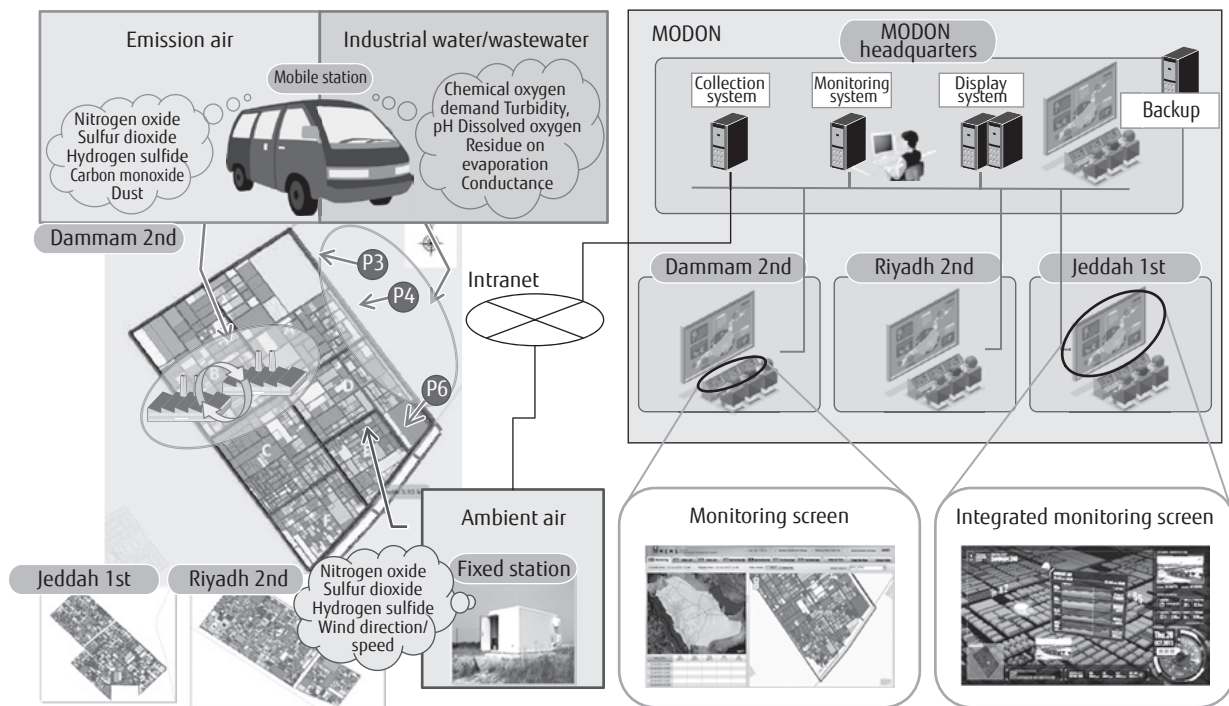 Emission air
Industrial water/wastewater
Mobile station
Nitrogen oxide
Sulfur dioxide
Hydrogen sulfide
Carbon monoxide
Dust
Chemical oxygen
demand Turbidity,
pH Dissolved oxygen
Residue on
evaporation
Conductance
Dammam 2nd
P3
P4
P6
B
D
C
Jeddah 1st
Riyadh 2nd
Intranet
Ambient air
Fixed station
Nitrogen oxide
Sulfur dioxide
Hydrogen sulfide
Wind direction/
speed
MODON
MODON
headquarters
Collection
system
Monitoring
system
Display
system
Backup
Dammam 2nd
Riyadh 2nd
Jeddah 1st
Monitoring screen
Integrated monitoring screen